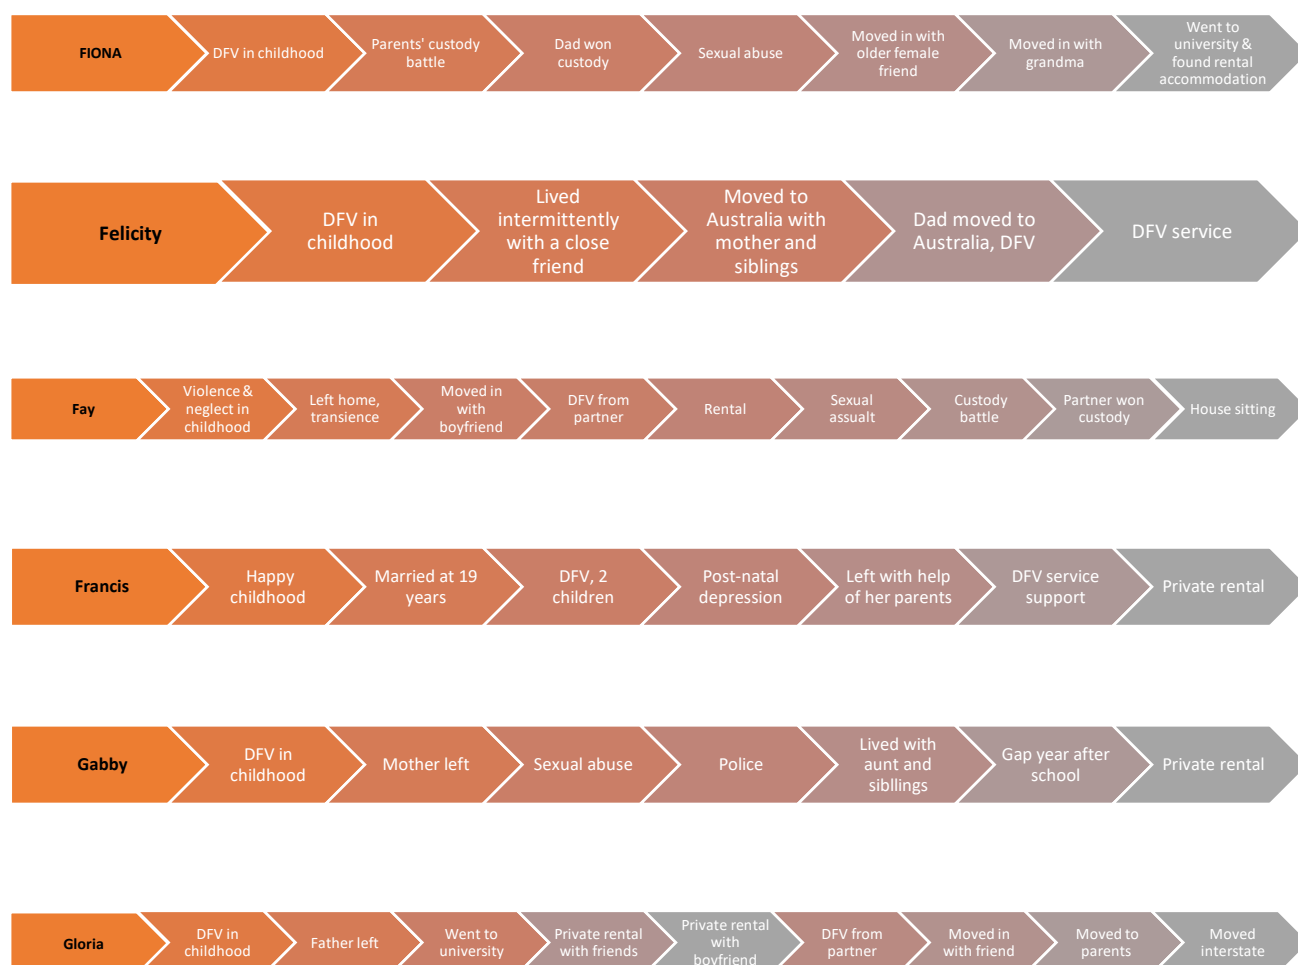 FIONA
DFV in childhood
Parents' custody
battle
Dad won
custody
Sexual abuse
Moved in with
older female
friend
Moved in with
grandma
Went to
university &
found rental
accommodation
Felicity
DFV in
childhood
Lived
intermittently
with a close
friend
Moved to
Australia with
mother and
siblings
Dad moved to
Australia, DFV
DFV service
Fay
Violence &
neglect in
childhood
Left home,
transience
Moved in
with
boyfriend
DFV from
partner
Rental
Sexual
assualt
Custody
battle
Partner won
custody
House sitting
Francis
Happy
childhood
Married at 19
years
DFV, 2
children
Post-natal
depression
Left with help
of her parents
DFV service
support
Private rental
Gabby
DFV in
childhood
Mother left
Sexual abuse
Police
Lived with
aunt and
sibllings
Gap year after
school
Private rental
Gloria
DFV in
childhood
Father left
Went to
university
Private rental
with friends
Private rental
with
boyfriend
DFV from
partner
Moved in
with friend
Moved to
parents
Moved
interstate